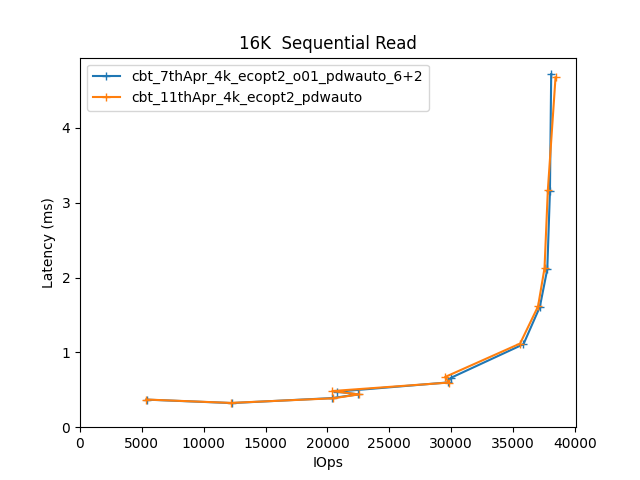 16K  Sequential Read
cbt_7thApr_4k_ecopt2_o01_pdwauto_6+2
cbt_11thApr_4k_ecopt2_pdwauto
Latency (ms)
4
3
2
1
0
0 5000 10000 15000 20000 25000 30000 35000 40000
IOps